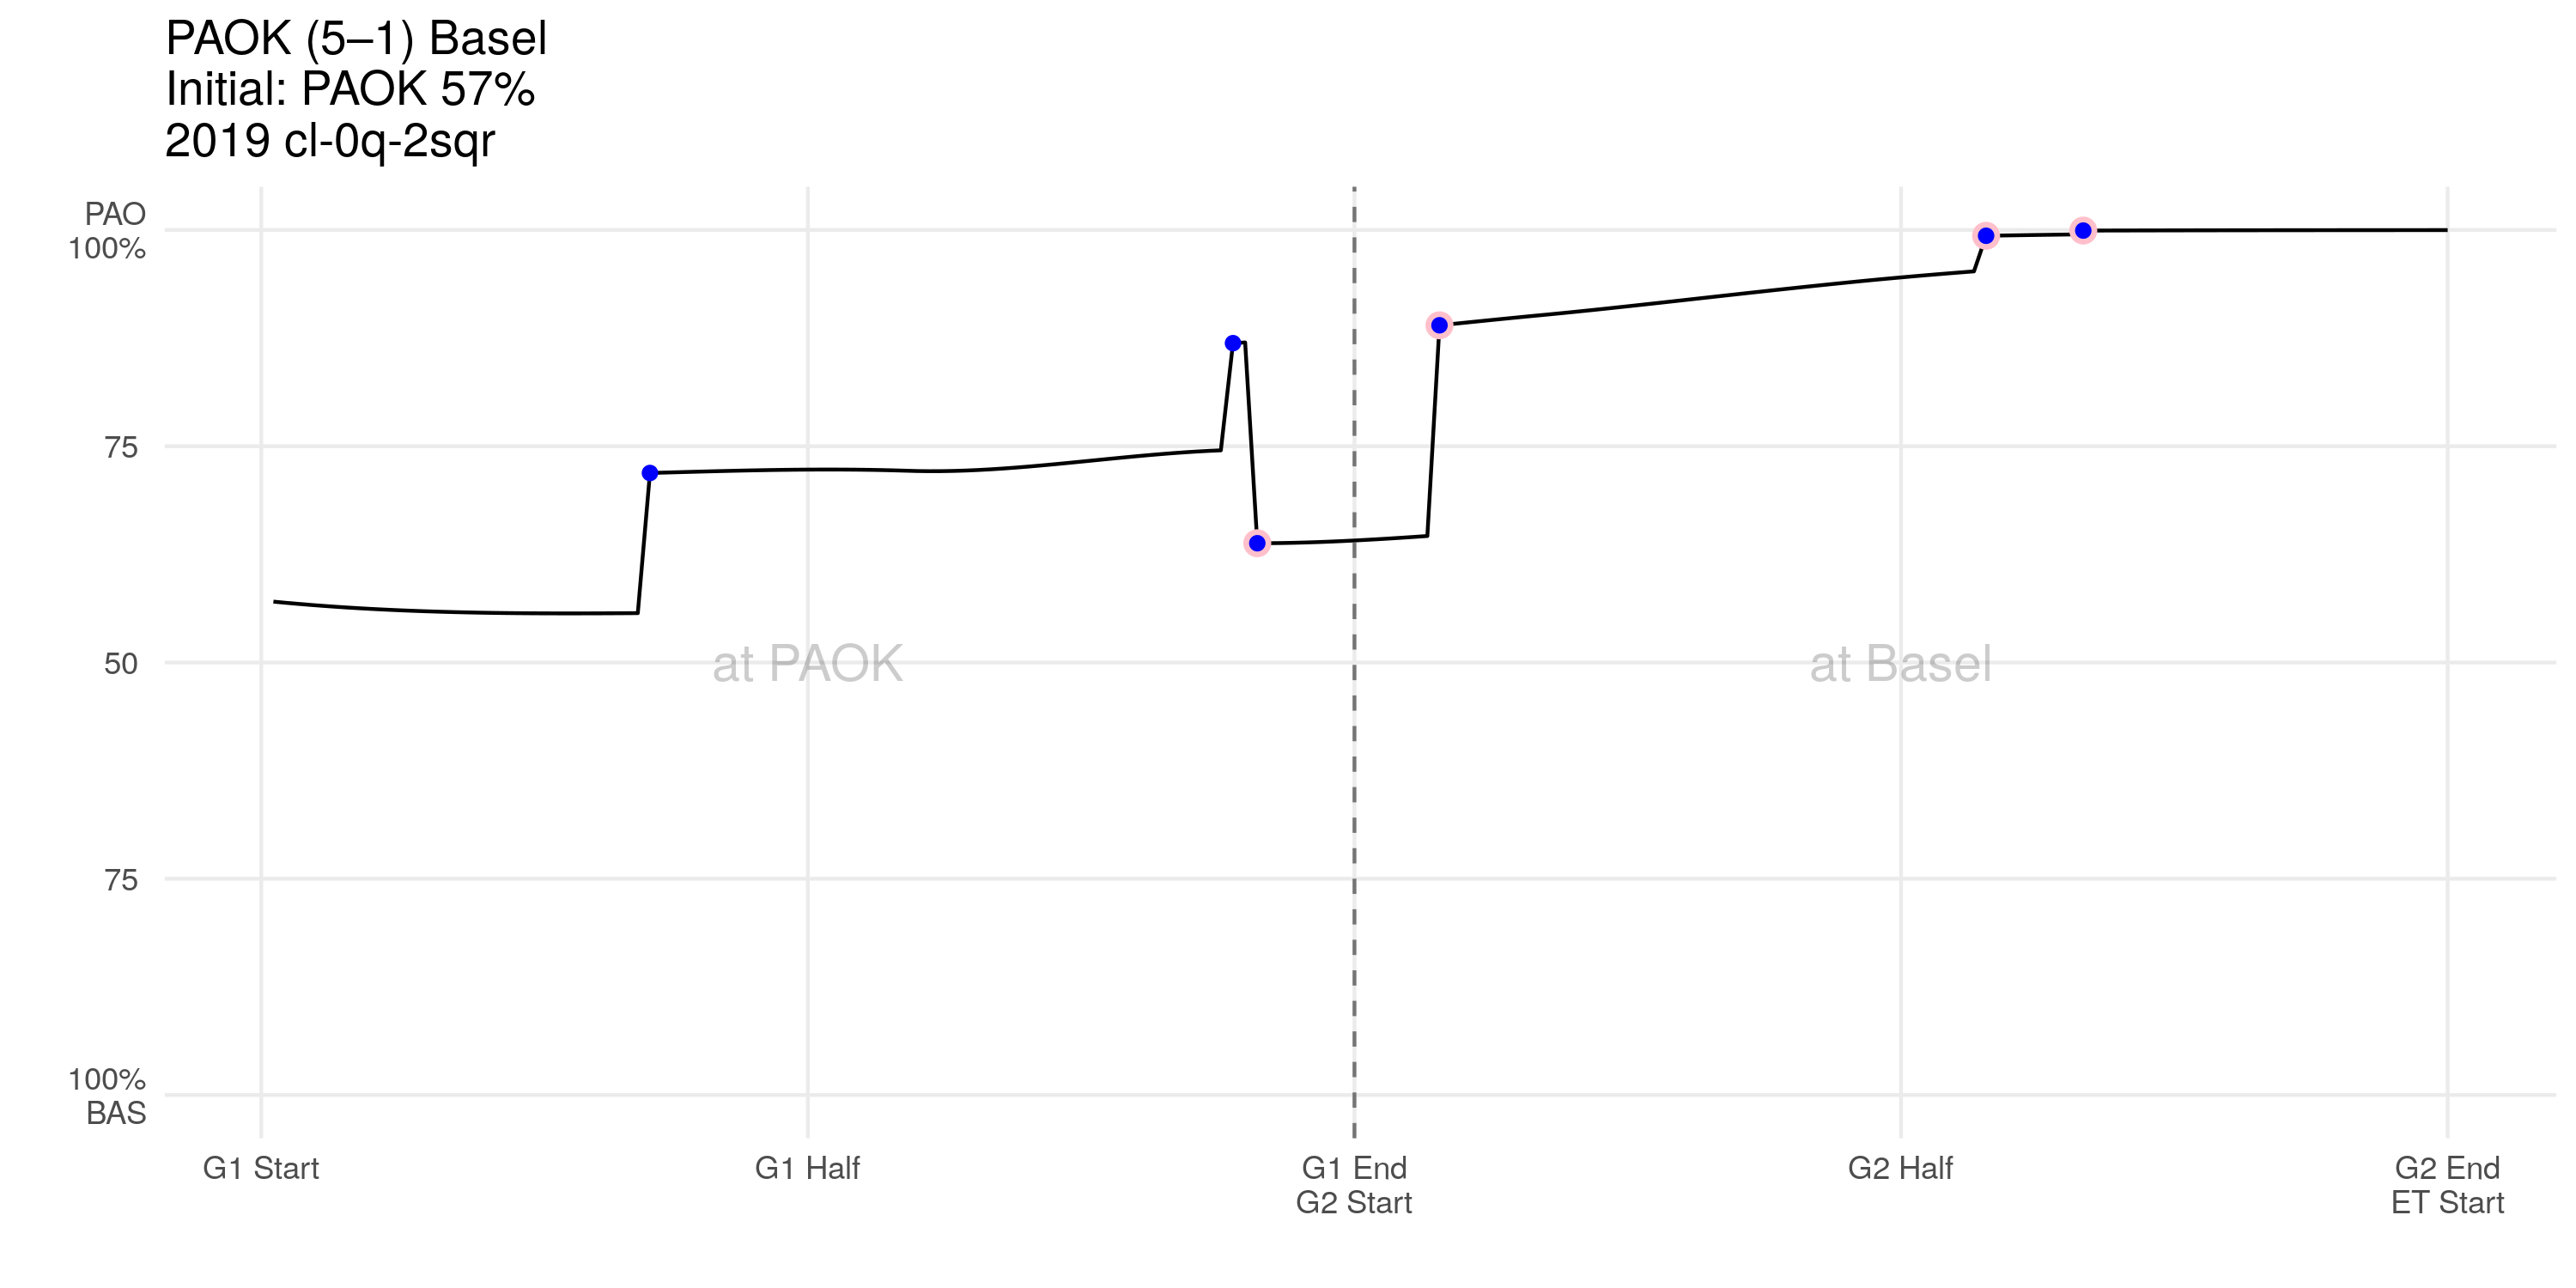 PAOK (5–1) Basel
Initial: PAOK 57%
2019 cl-0q-2sqr
PAO
100%
75
50
75
100%
BAS
at PAOK
at Basel
G1 Start
G1 Half
G1 End
G2 Start
G2 Half
G2 End
ET Start